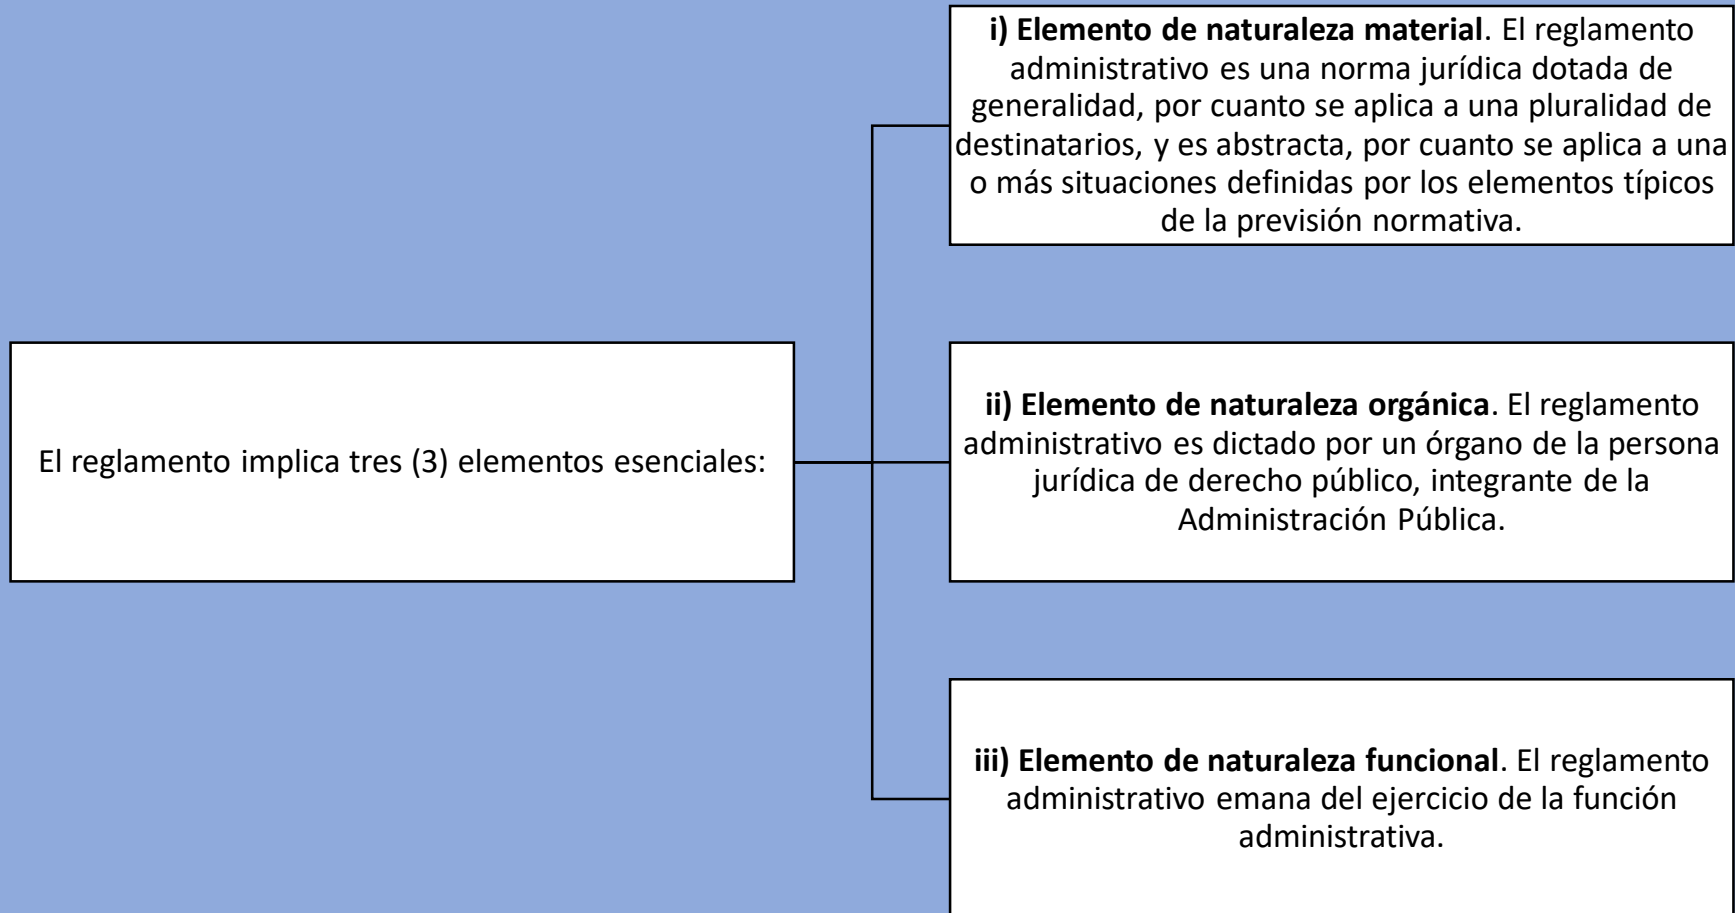 i) Elemento de naturaleza material. El reglamento
administrativo es una norma jurídica dotada de
generalidad, por cuanto se aplica a una pluralidad de
destinatarios, y es abstracta, por cuanto se aplica a una
o más situaciones definidas por los elementos típicos
de la previsión normativa.
El reglamento implica tres (3) elementos esenciales:
ii) Elemento de naturaleza orgánica. El reglamento
administrativo es dictado por un órgano de la persona
jurídica de derecho público, integrante de la
Administración Pública.
iii) Elemento de naturaleza funcional. El reglamento
administrativo emana del ejercicio de la función
administrativa.